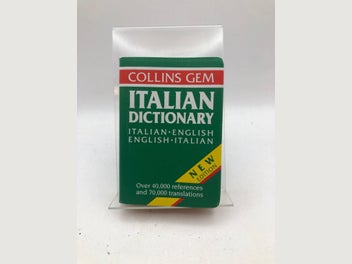 COLLINS GEM
ITALIAN
DICTIONARY
ITALIAN·ENGLISH
ENGLISH·ITALIAN
NEW
EDITION
Over 40,000 references
and 70,000 translations